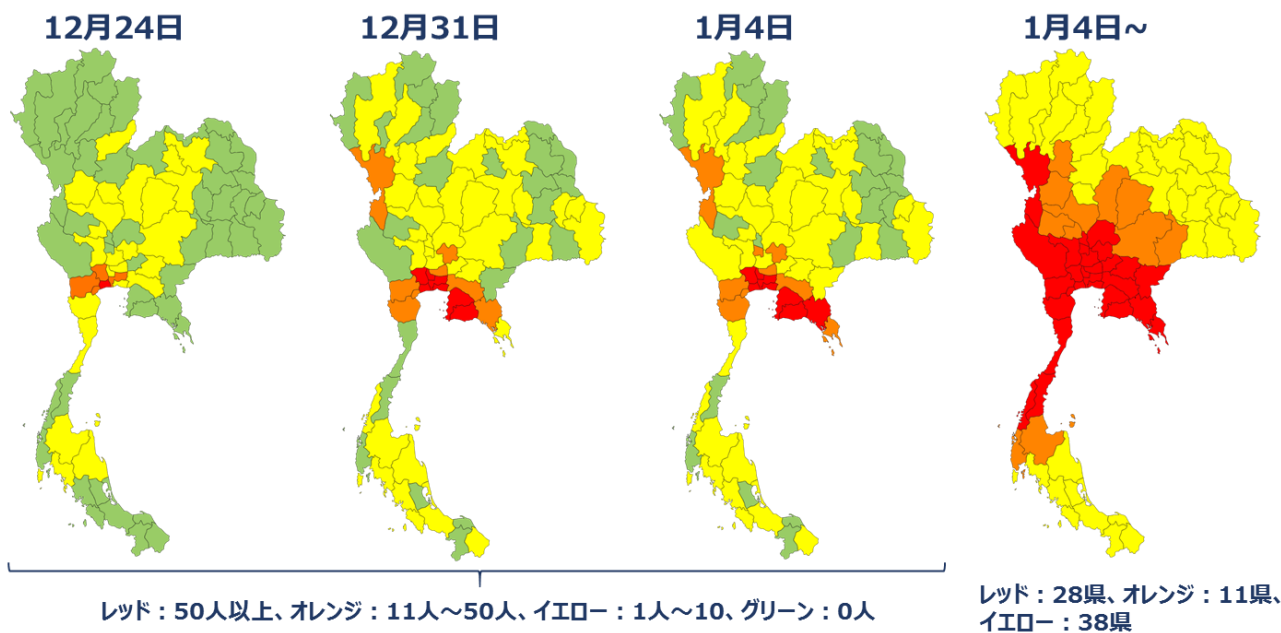 12月24日
12月31日
1月4日
1月4日~
レッド：50人以上、オレンジ：11人～50人、イエロー：1人～10、グリーン：0人
レッド：28県、オレンジ：11県、
イエロー：38県